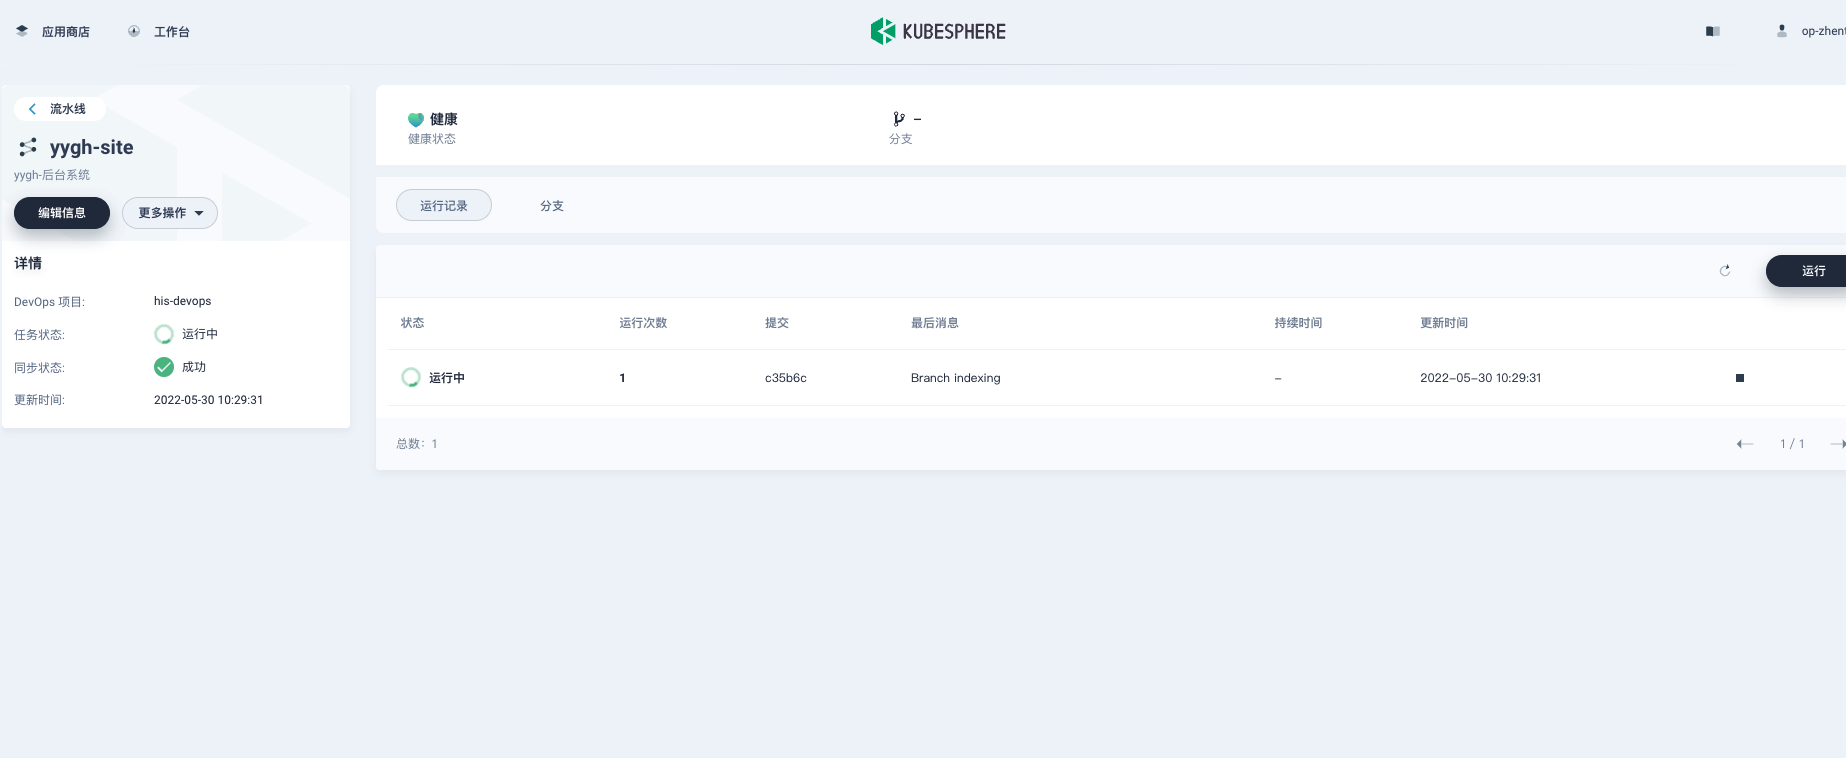 应用商店
工作台
KUBESPHERE
op-zhent
流水线
yygh-site
yygh-后台系统
编辑信息
更多操作
详情
DevOps 项目:
his-devops
任务状态:
运行中
同步状态:
成功
更新时间:
2022-05-30 10:29:31
健康
健康状态
–
分支
运行记录
分支
运行
状态
运行次数
提交
最后消息
持续时间
更新时间
运行中
1
c35b6c
Branch indexing
–
2022-05-30 10:29:31
总数: 1
1 / 1